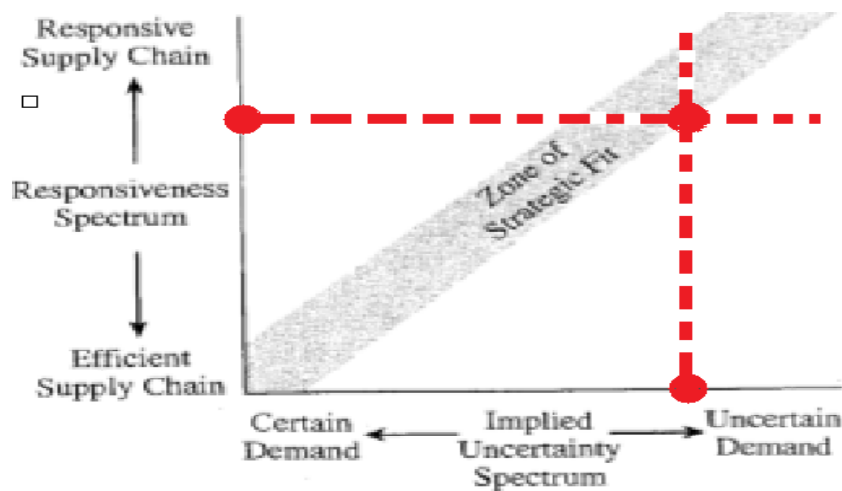 Responsive
Supply Chain
Responsiveness
Spectrum
Zone of
Strategic Fit
Efficient
Supply Chain
Certain
Demand
Implied
Uncertainty
Spectrum
Uncertain
Demand